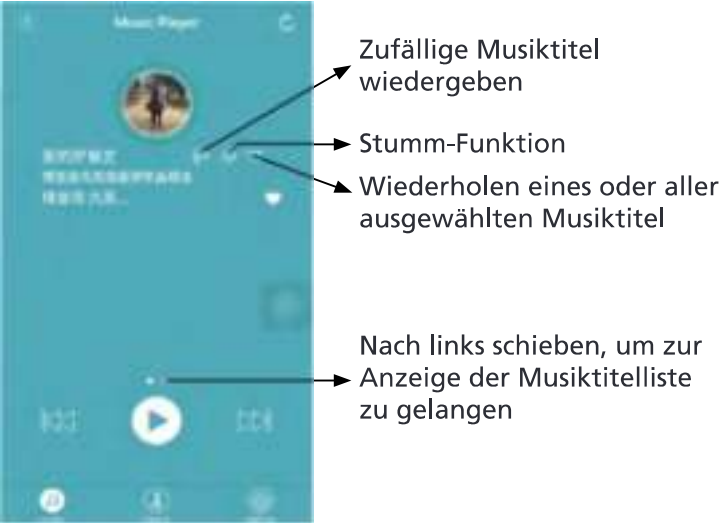 Music Player
Zufällige Musiktitel
wiedergeben
Stumm-Funktion
Wiederholen eines oder aller
ausgewählten Musiktitel
Nach links schieben, um zur
Anzeige der Musiktitelliste
zu gelangen